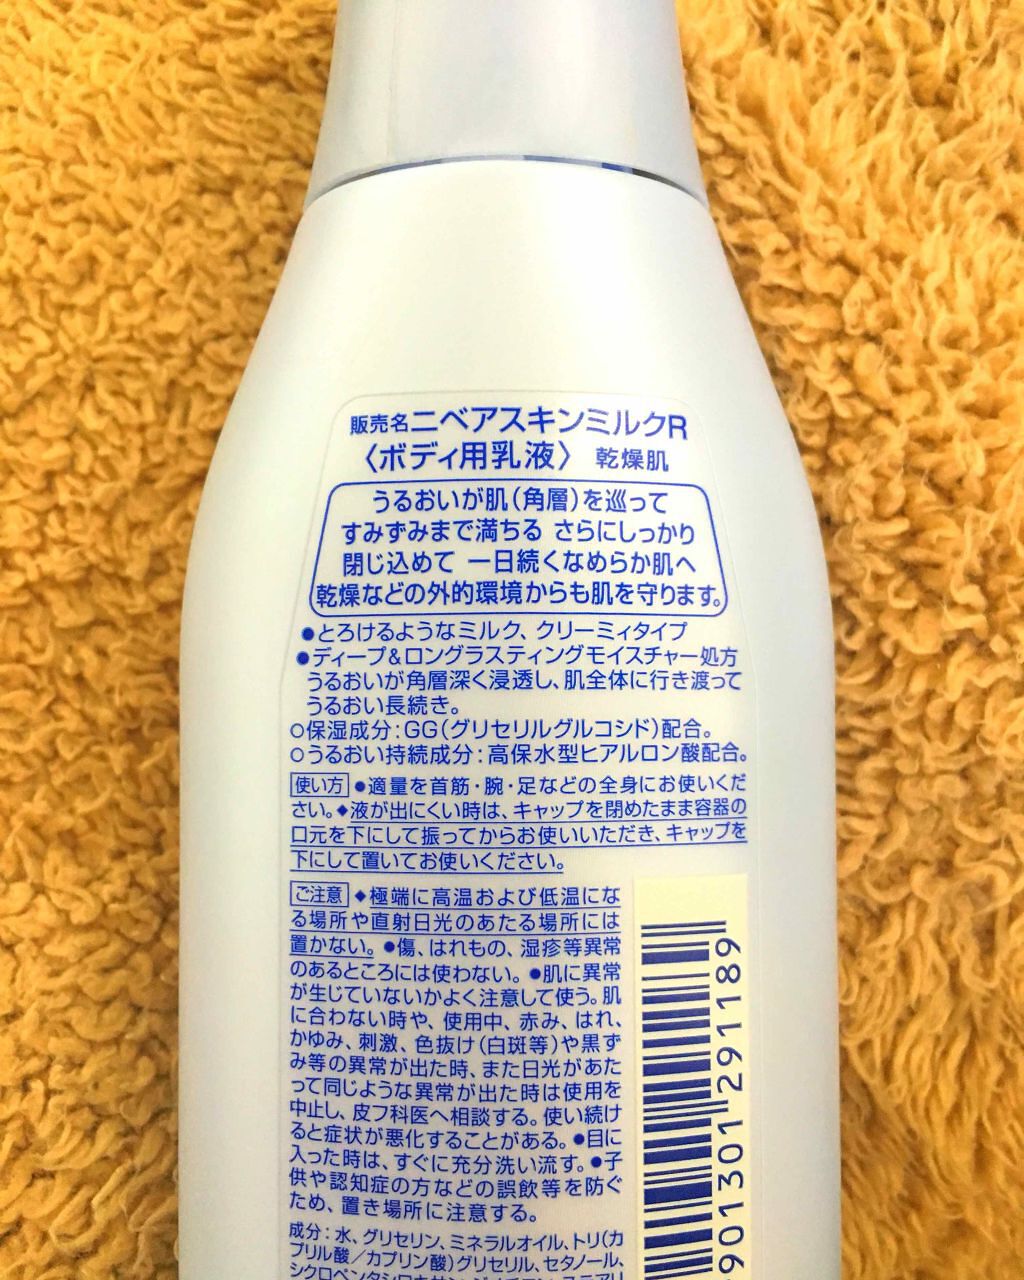 販売名ニベアスキンミルクR
〈ボディ用乳液〉 乾燥肌
うるおいが肌(角層)を巡って
すみずみまで満ちる さらにしっかり
閉じ込めて 一日続くなめらか肌へ
乾燥などの外的環境からも肌を守ります。
●とろけるようなミルク、クリーミィタイプ
●ディープ&ロングラスティングモイスチャー処方
うるおいが角層深く浸透し、肌全体に行き渡って
うるおい長続き。
○保湿成分:GG(グリセリルグルコシド)配合。
○うるおい持続成分:高保水型ヒアルロン酸配合。
使い方 ●適量を首筋・腕・足などの全身にお使いくだ
さい。◆液が出にくい時は、キャップを閉めたまま容器の
口元を下にして振ってからお使いいただき、キャップを
下にして置いてお使いください。
ご注意 ◆極端に高温および低温にな
る場所や直射日光のあたる場所には
置かない。●傷、はれもの、湿疹等異常
のあるところには使わない。●肌に異常
が生じていないかよく注意して使う。肌
に合わない時や、使用中、赤み、はれ、
かゆみ、刺激、色抜け(白斑等)や黒ず
み等の異常が出た時、また日光があた
って同じような異常が出た時は使用を
中止し、皮フ科医へ相談する。使い続け
ると症状が悪化することがある。●目に
入った時は、すぐに充分洗い流す。●子
供や認知症の方などの誤飲等を防ぐ
ため、置き場所に注意する。
成分:水、グリセリン、ミネラルオイル、トリ(カ
プリル酸/カプリン酸)グリセリル、セタノール、
901301291189